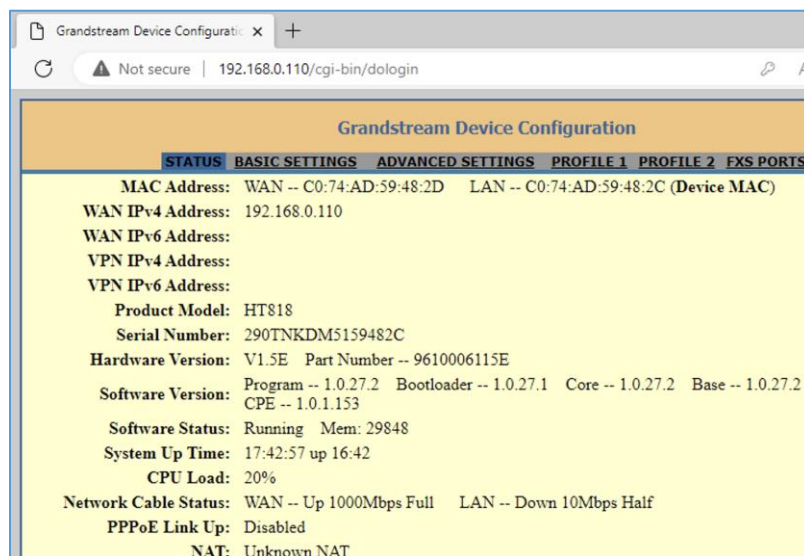 Grandstream Device Configuratic
Not secure | 192.168.0.110/cgi-bin/dologin
Grandstream Device Configuration
STATUS BASIC SETTINGS ADVANCED SETTINGS PROFILE 1 PROFILE 2 FXS PORTS
MAC Address: WAN -- C0:74:AD:59:48:2D LAN -- C0:74:AD:59:48:2C (Device MAC)
WAN IPv4 Address: 192.168.0.110
WAN IPv6 Address:
VPN IPv4 Address:
VPN IPv6 Address:
Product Model: HT818
Serial Number: 290TNKDM5159482C
Hardware Version: V1.5E Part Number -- 9610006115E
Software Version: Program -- 1.0.27.2 Bootloader -- 1.0.27.1 Core -- 1.0.27.2 Base -- 1.0.27.2
CPE -- 1.0.1.153
Software Status: Running Mem: 29848
System Up Time: 17:42:57 up 16:42
CPU Load: 20%
Network Cable Status: WAN -- Up 1000Mbps Full LAN -- Down 10Mbps Half
PPPoE Link Up: Disabled
NAT: Unknown NAT